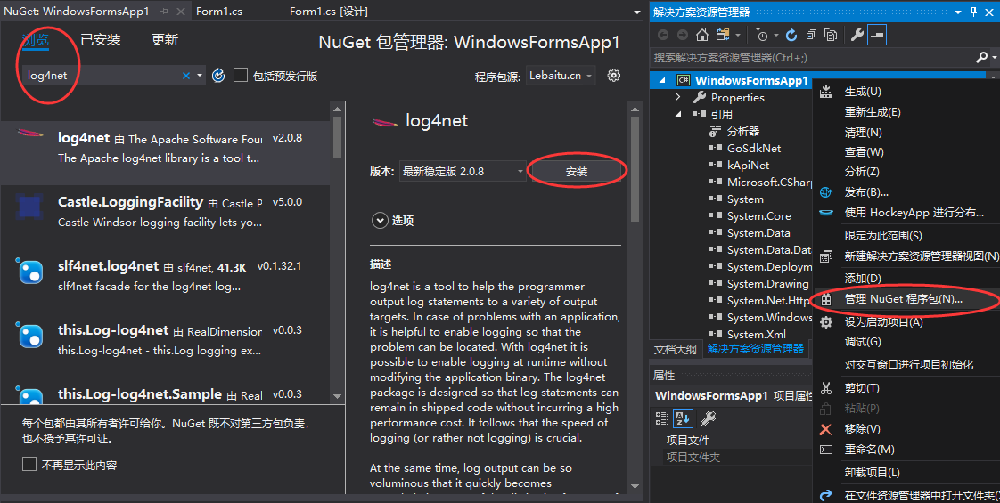 NuGet: WindowsFormsApp1
Form1.cs
Form1.cs [设计]
浏览
已安装
更新
NuGet 包管理器: WindowsFormsApp1
log4net
包括预发行版
程序包源:
Lebaitu.cn
log4net 由 The Apache Software Foun
v2.0.8
The Apache log4net library is a tool t...
Castle.LoggingFacility 由 Castle P
v5.0.0
Castle Windsor logging facility lets yo...
slf4net.log4net 由 slf4net, 41.3K
v0.1.32.1
slf4net facade for the log4net log...
this.Log-log4net 由 RealDimension
v0.0.3
this.Log-log4net - this.Log logging ex...
this.Log-log4net.Sample 由 Real
v0.0.3
每个包都由其所有者许可给你。NuGet 既不对第三方包负责，
也不授予其许可证。
不再显示此内容
log4net
版本:
最新稳定版 2.0.8
安装
选项
描述
log4net is a tool to help the programmer
output log statements to a variety of output
targets. In case of problems with an application,
it is helpful to enable logging so that the
problem can be located. With log4net it is
possible to enable logging at runtime without
modifying the application binary. The log4net
package is designed so that log statements can
remain in shipped code without incurring a high
performance cost. It follows that the speed of
logging (or rather not logging) is crucial.
At the same time, log output can be so
voluminous that it quickly becomes
解决方案资源管理器
搜索解决方案资源管理器(Ctrl+;)
C# WindowsFormsApp1
Properties
引用
分析器
GoSdkNet
kApiNet
Microsoft.CSharp
System
System.Core
System.Data
System.Data.Dat
System.Deploym
System.Drawing
System.Net.Http
System.Windows
System.Xml
文档大纲
解决方案资源管理器
属性
WindowsFormsApp1 项目属性
项目文件
项目文件夹
生成(U)
重新生成(E)
清理(N)
查看(W)
分析(Z)
发布(B)...
使用 HockeyApp 进行分布...
限定为此范围(S)
新建解决方案资源管理器视图(N)
添加(D)
管理 NuGet 程序包(N)...
设为启动项目(A)
调试(G)
对交互窗口进行项目初始化
剪切(T)
粘贴(P)
移除(V)
重命名(M)
卸载项目(L)
在文件资源管理器中打开文件夹(